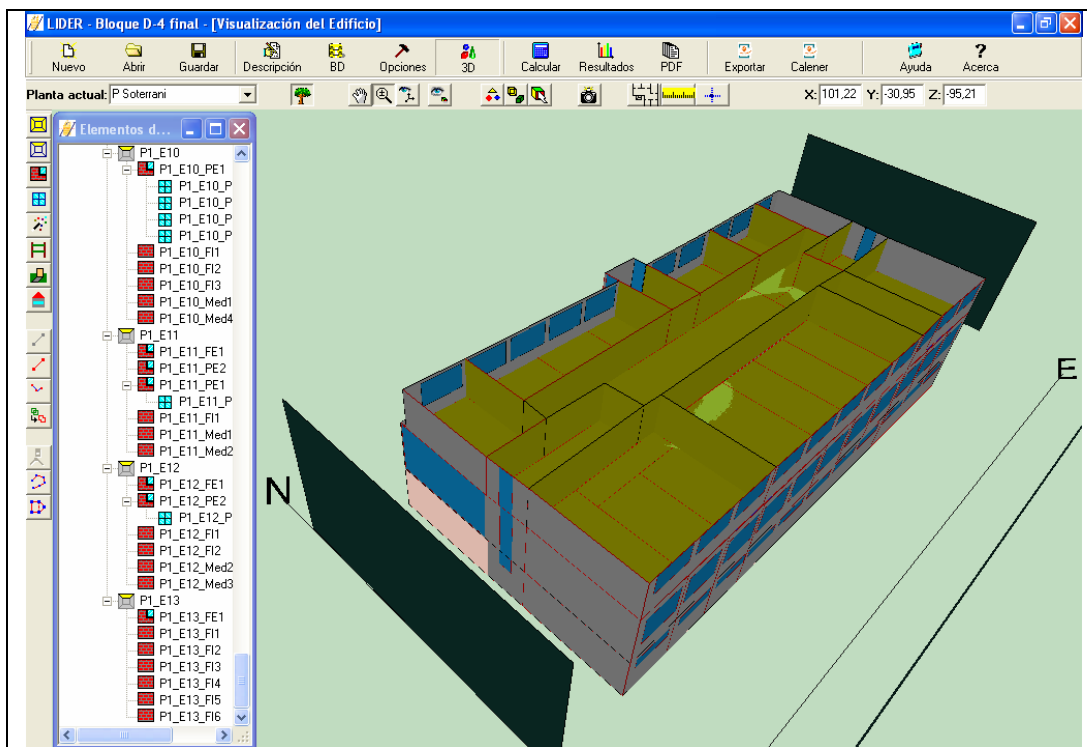 LIDER - Bloque D-4 final - [Visualización del Edificio]
Nuevo Abrir Guardar Descripción BD Opciones 3D Calcular Resultados PDF Exportar Calener Ayuda Acerca
Planta actual: P Soterrani X: 101,22 Y: -30,95 Z: -95,21
Elementos d...
P1_E10
P1_E10_PE1
P1_E10_P
P1_E10_P
P1_E10_P
P1_E10_P
P1_E10_FI1
P1_E10_FI2
P1_E10_FI3
P1_E10_Med1
P1_E10_Med4
P1_E11
P1_E11_FE1
P1_E11_PE2
P1_E11_PE1
P1_E11_P
P1_E11_FI1
P1_E11_Med1
P1_E11_Med2
P1_E12
P1_E12_FE1
P1_E12_PE2
P1_E12_P
P1_E12_FI1
P1_E12_FI2
P1_E12_Med2
P1_E12_Med3
P1_E13
P1_E13_FE1
P1_E13_FI1
P1_E13_FI2
P1_E13_FI3
P1_E13_FI4
P1_E13_FI5
P1_E13_FI6
E
N